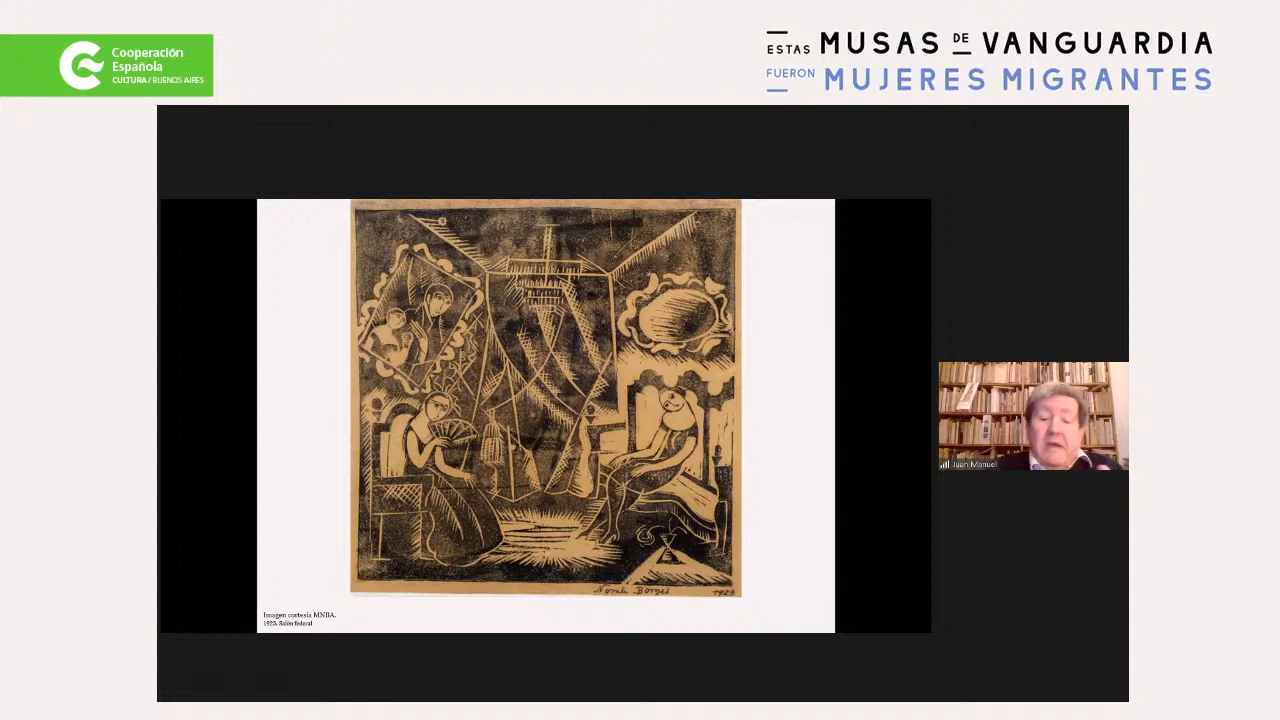 Cooperación
Española
CULTURA / BUENOS AIRES
ESTAS MUSAS DE VANGUARDIA
FUERON MUJERES MIGRANTES
Norah Borges 1923
Juan Manuel
Imagen cortesía MNBA.
1923. Salón federal